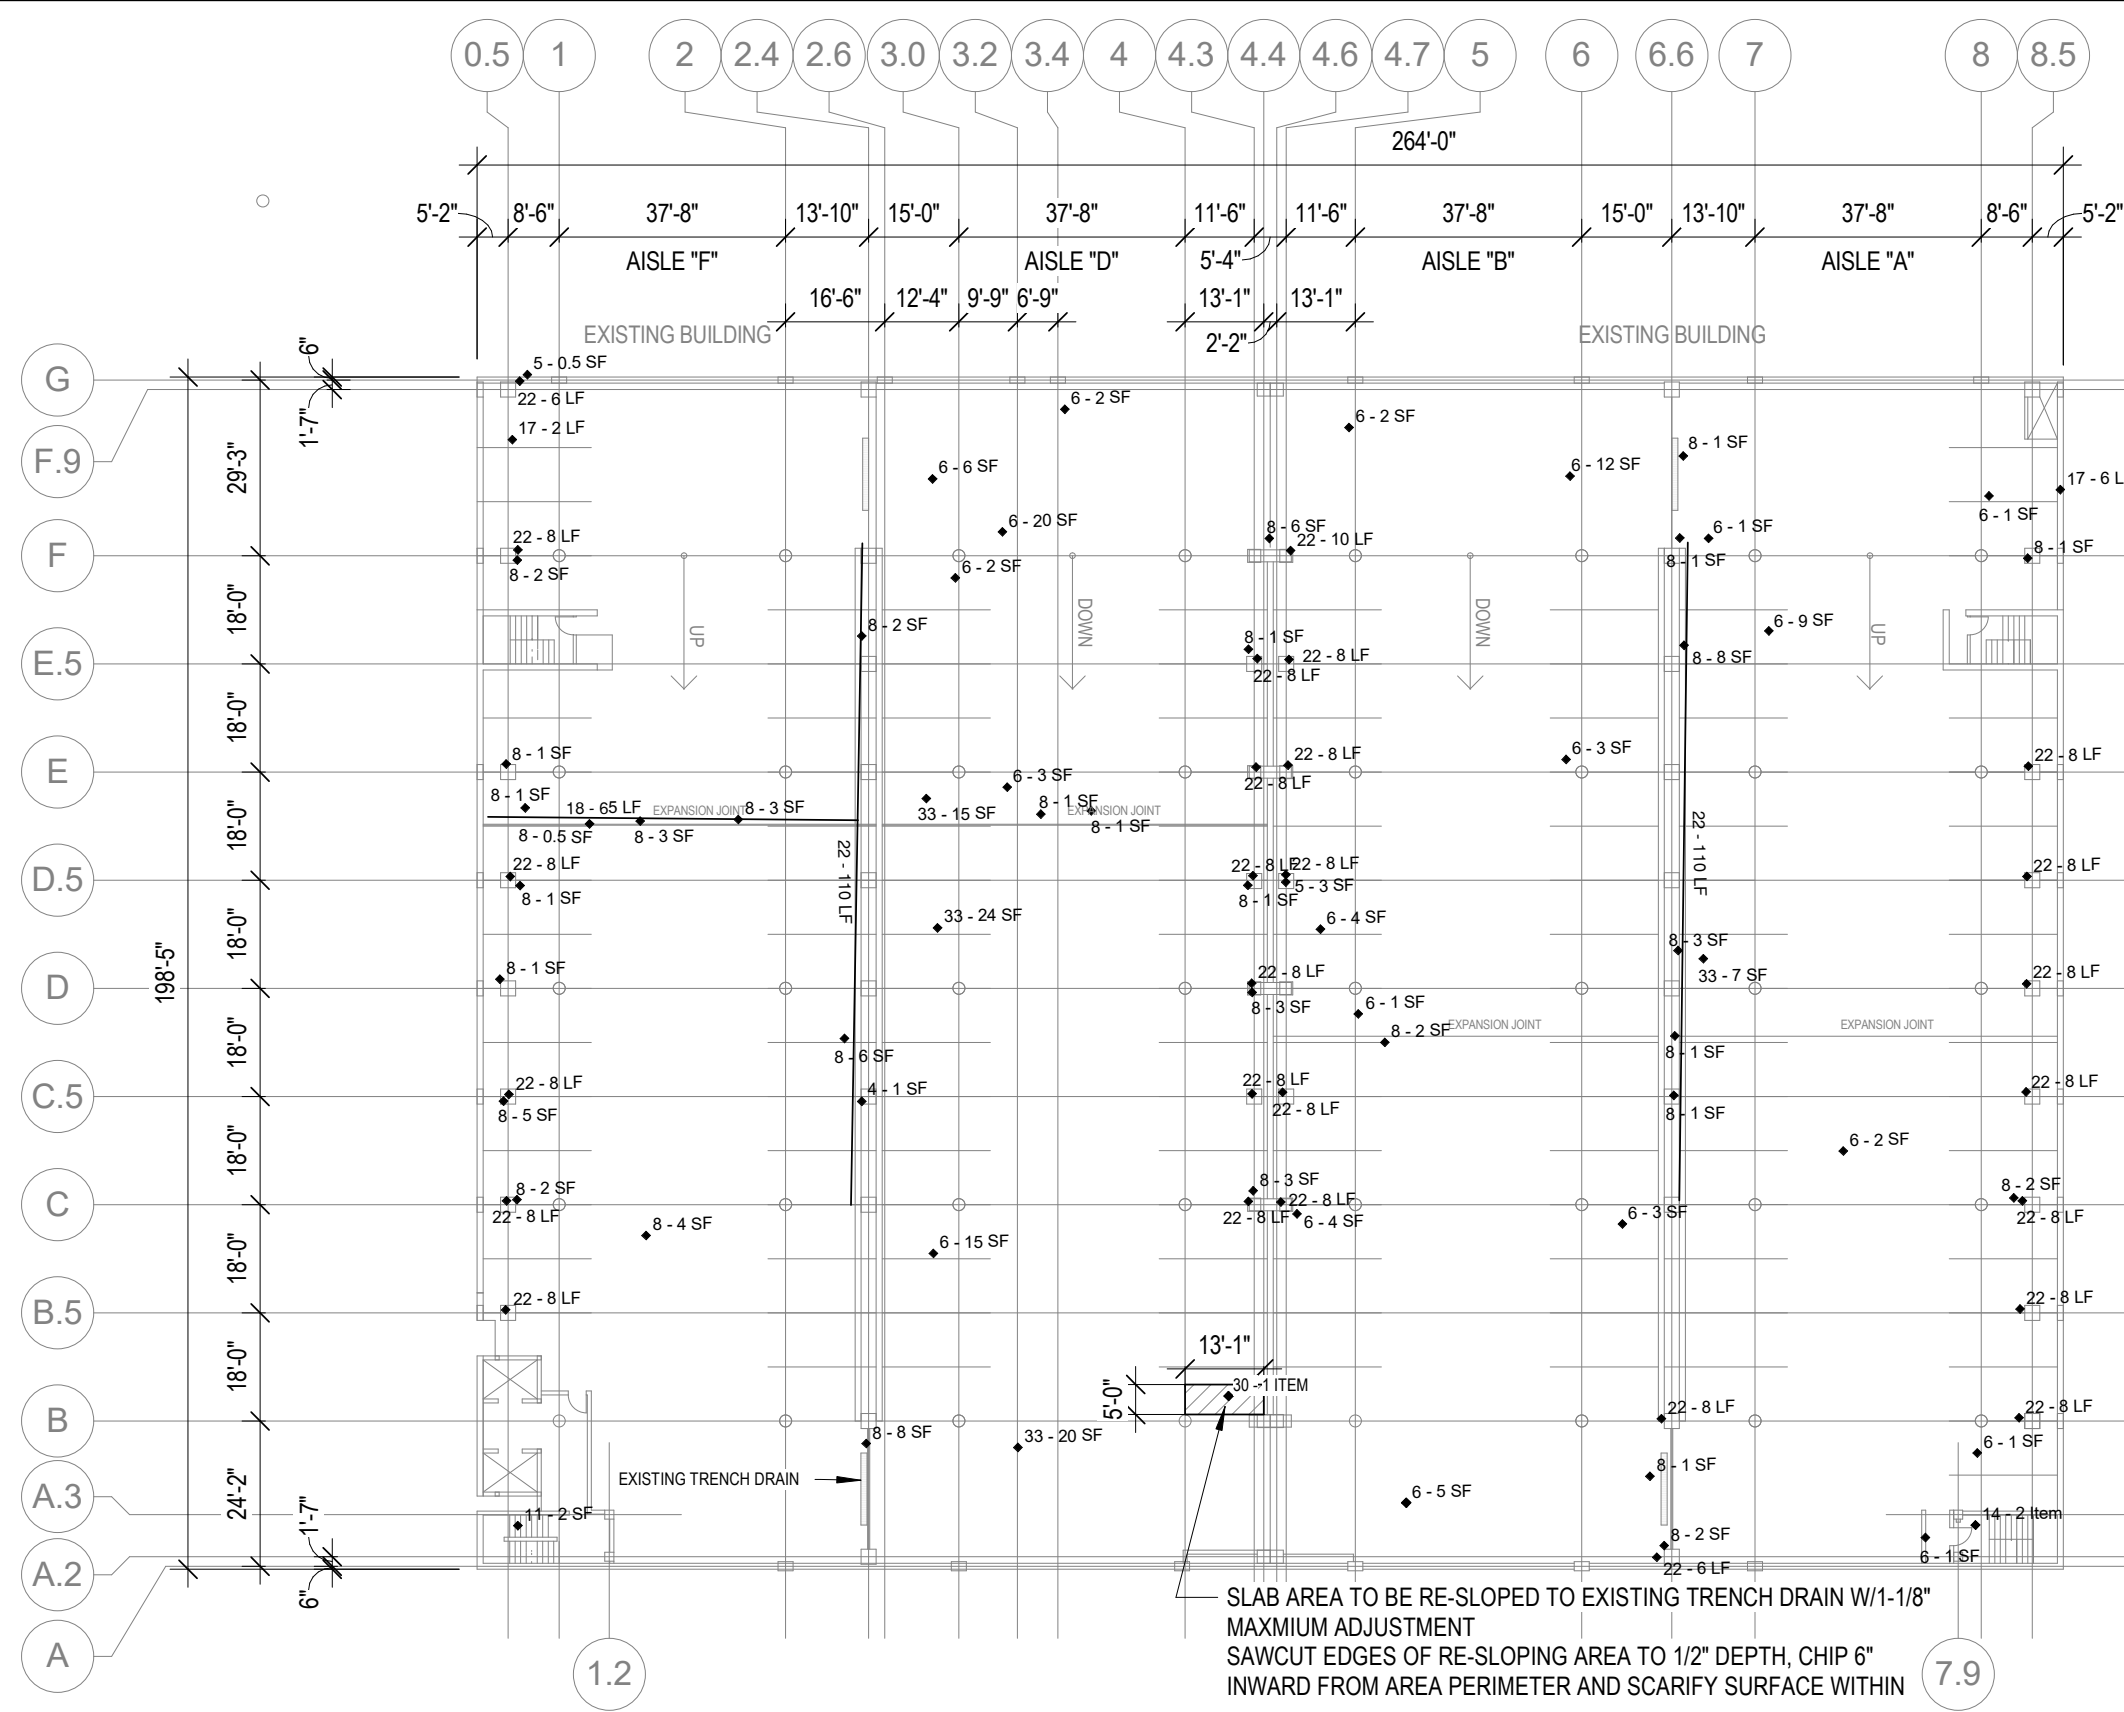 0.5 1 2 2.4 2.6 3.0 3.2 3.4 4 4.3 4.4 4.6 4.7 5 6 6.6 7 8 8.5
264'-0"
5'-2" 8'-6" 37'-8" 13'-10" 15'-0" 37'-8" 11'-6" 11'-6" 37'-8" 15'-0" 13'-10" 37'-8" 8'-6" 5'-2"
AISLE "F" AISLE "D" 5'-4" AISLE "B" AISLE "A"
16'-6" 12'-4" 9'-9" 6'-9" 13'-1" 13'-1"
EXISTING BUILDING 2'-2" EXISTING BUILDING
G
F.9
F
E.5
E
D.5
D
C.5
C
B.5
B
A.3
A.2
A
6"
1'-7"
29'-3"
18'-0"
18'-0"
18'-0"
18'-0"
18'-0"
18'-0"
18'-0"
18'-0"
24'-2"
1'-7"
6"
198'-5"
5 - 0.5 SF
22 - 6 LF
6 - 2 SF
6 - 2 SF
17 - 2 LF
8 - 1 SF
6 - 6 SF
6 - 12 SF
17 - 6 L
6 - 1 SF
6 - 20 SF
8 - 6 SF
6 - 1 SF
22 - 8 LF
22 - 10 LF
8 - 1 SF
8 - 1 SF
8 - 2 SF
6 - 2 SF
UP
DOWN
DOWN
UP
8 - 2 SF
8 - 1 SF
6 - 9 SF
22 - 8 LF
8 - 8 SF
22 - 8 LF
8 - 1 SF
22 - 8 LF
6 - 3 SF
22 - 8 LF
6 - 3 SF
22 - 8 LF
8 - 1 SF
18 - 65 LF
EXPANSION JOINT
8 - 3 SF
33 - 15 SF
8 - 1 SF
EXPANSION JOINT
8 - 0.5 SF
8 - 3 SF
8 - 1 SF
22 - 110 LF
22 - 110 LF
22 - 8 LF
22 - 8 LF
22 - 8 LF
22 - 8 LF
8 - 1 SF
8 - 1 SF
5 - 3 SF
33 - 24 SF
6 - 4 SF
8 - 3 SF
8 - 1 SF
22 - 8 LF
33 - 7 SF
22 - 8 LF
8 - 3 SF
6 - 1 SF
8 - 2 SF
EXPANSION JOINT
EXPANSION JOINT
8 - 6 SF
8 - 1 SF
22 - 8 LF
4 - 1 SF
22 - 8 LF
22 - 8 LF
8 - 5 SF
22 - 8 LF
8 - 1 SF
6 - 2 SF
8 - 2 SF
8 - 3 SF
8 - 2 SF
22 - 8 LF
22 - 8 LF
22 - 8 LF
6 - 4 SF
6 - 3 SF
22 - 8 LF
8 - 4 SF
6 - 15 SF
22 - 8 LF
22 - 8 LF
13'-1"
5'-0"
30 - 1 ITEM
22 - 8 LF
22 - 8 LF
8 - 8 SF
33 - 20 SF
6 - 1 SF
EXISTING TRENCH DRAIN
8 - 1 SF
6 - 5 SF
11 - 2 SF
14 - 2 Item
8 - 2 SF
6 - 1 SF
22 - 6 LF
SLAB AREA TO BE RE-SLOPED TO EXISTING TRENCH DRAIN W/1-1/8"
MAXMIUM ADJUSTMENT
SAWCUT EDGES OF RE-SLOPING AREA TO 1/2" DEPTH, CHIP 6"
INWARD FROM AREA PERIMETER AND SCARIFY SURFACE WITHIN
1.2
7.9